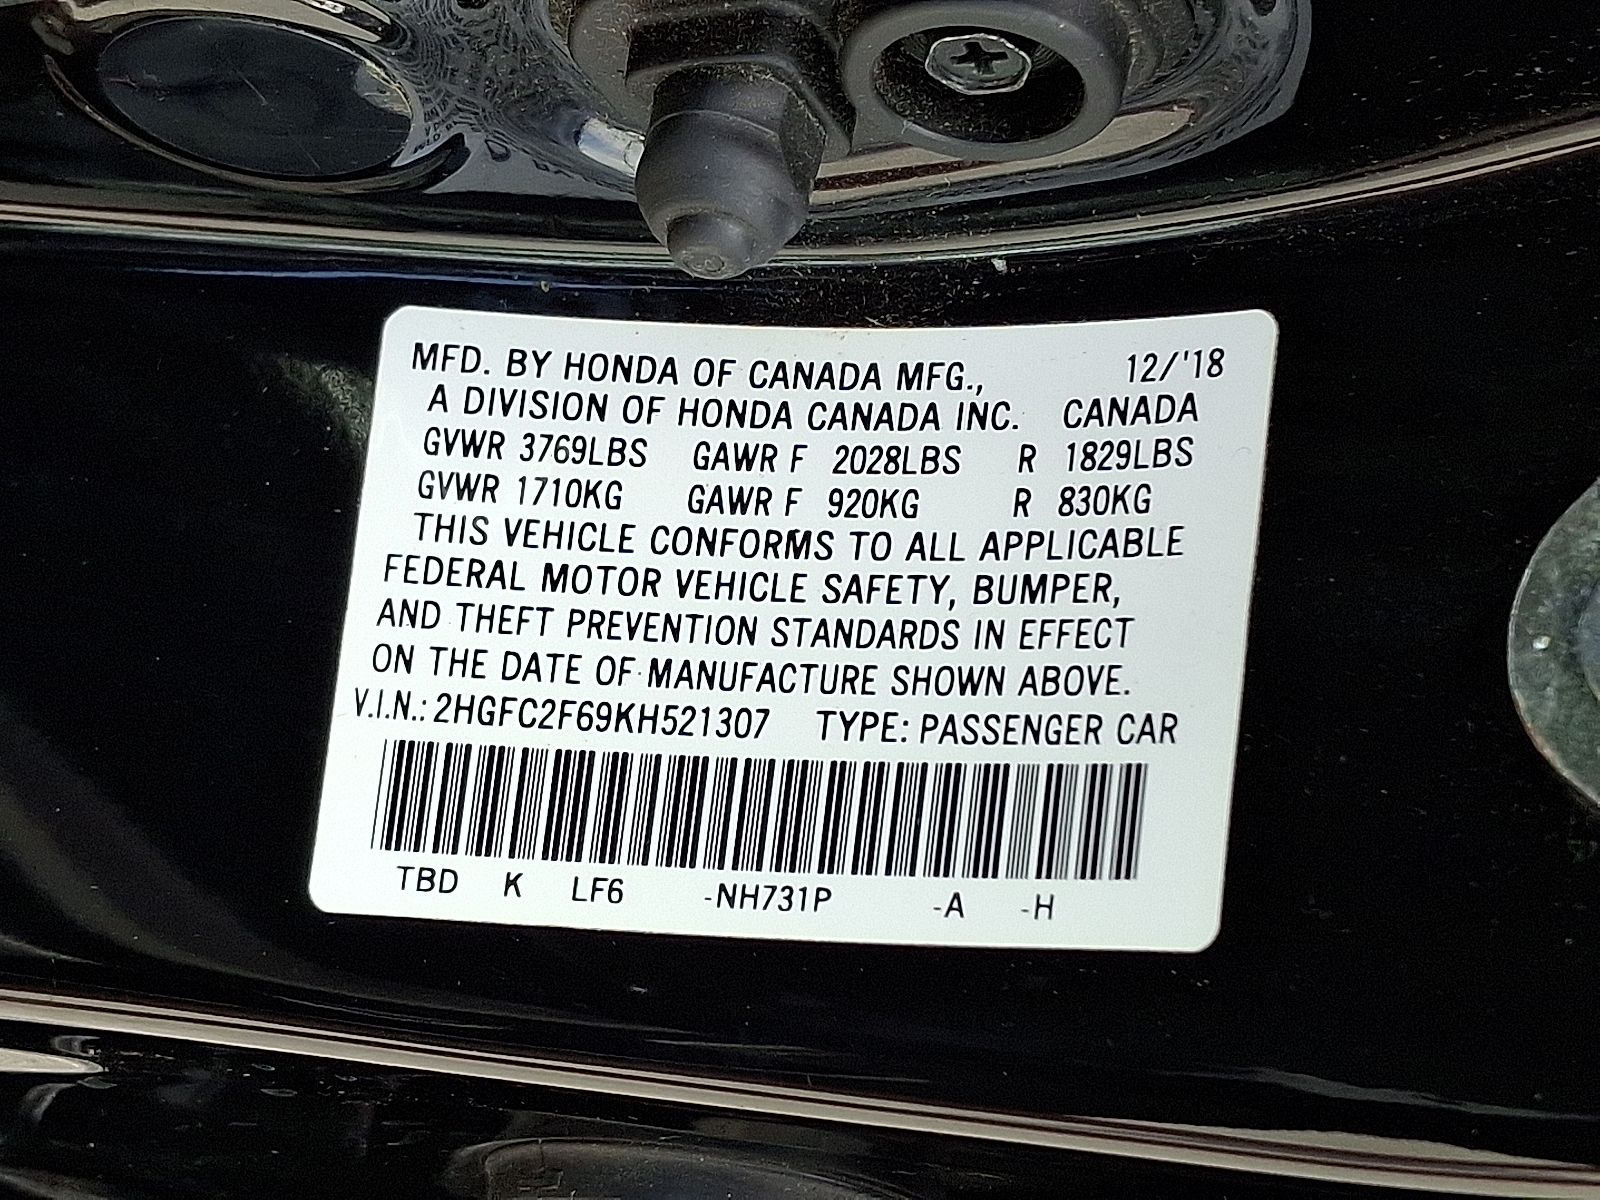 MFD. BY HONDA OF CANADA MFG., 12/'18
A DIVISION OF HONDA CANADA INC. CANADA
GVWR 3769LBS GAWR F 2028LBS R 1829LBS
GVWR 1710KG GAWR F 920KG R 830KG
THIS VEHICLE CONFORMS TO ALL APPLICABLE
FEDERAL MOTOR VEHICLE SAFETY, BUMPER,
AND THEFT PREVENTION STANDARDS IN EFFECT
ON THE DATE OF MANUFACTURE SHOWN ABOVE.
V.I.N.: 2HGFC2F69KH521307 TYPE: PASSENGER CAR
TBD K LF6 -NH731P -A -H